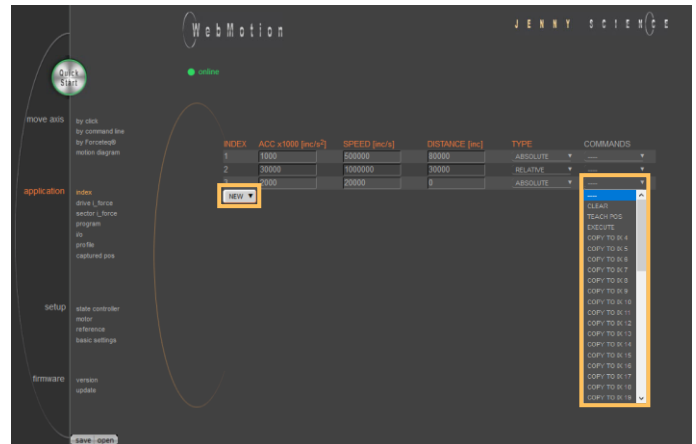 WebMotion
JENNY SCIENCE
Quick
Start
online
move axis
by click
by command line
by ForceteqB
motion diagram
INDEX ACC x1000 [inc/s²] SPEED [inc/s] DISTANCE [inc] TYPE COMMANDS
1 1000 500000 80000 ABSOLUTE ----
2 30000 1000000 30000 RELATIVE ----
3 2000 20000 0 ABSOLUTE ----
NEW
application
index
drive i_force
sector i_force
program
i/o
profile
captured pos
----
CLEAR
TEACH POS
EXECUTE
COPY TO IX 4
COPY TO IX 5
COPY TO IX 6
COPY TO IX 7
COPY TO IX 8
COPY TO IX 9
COPY TO IX 10
COPY TO IX 11
COPY TO IX 12
COPY TO IX 13
COPY TO IX 14
COPY TO IX 15
COPY TO IX 16
COPY TO IX 17
COPY TO IX 18
COPY TO IX 19
setup
state controller
motor
reference
basic settings
firmware
version
update
save open